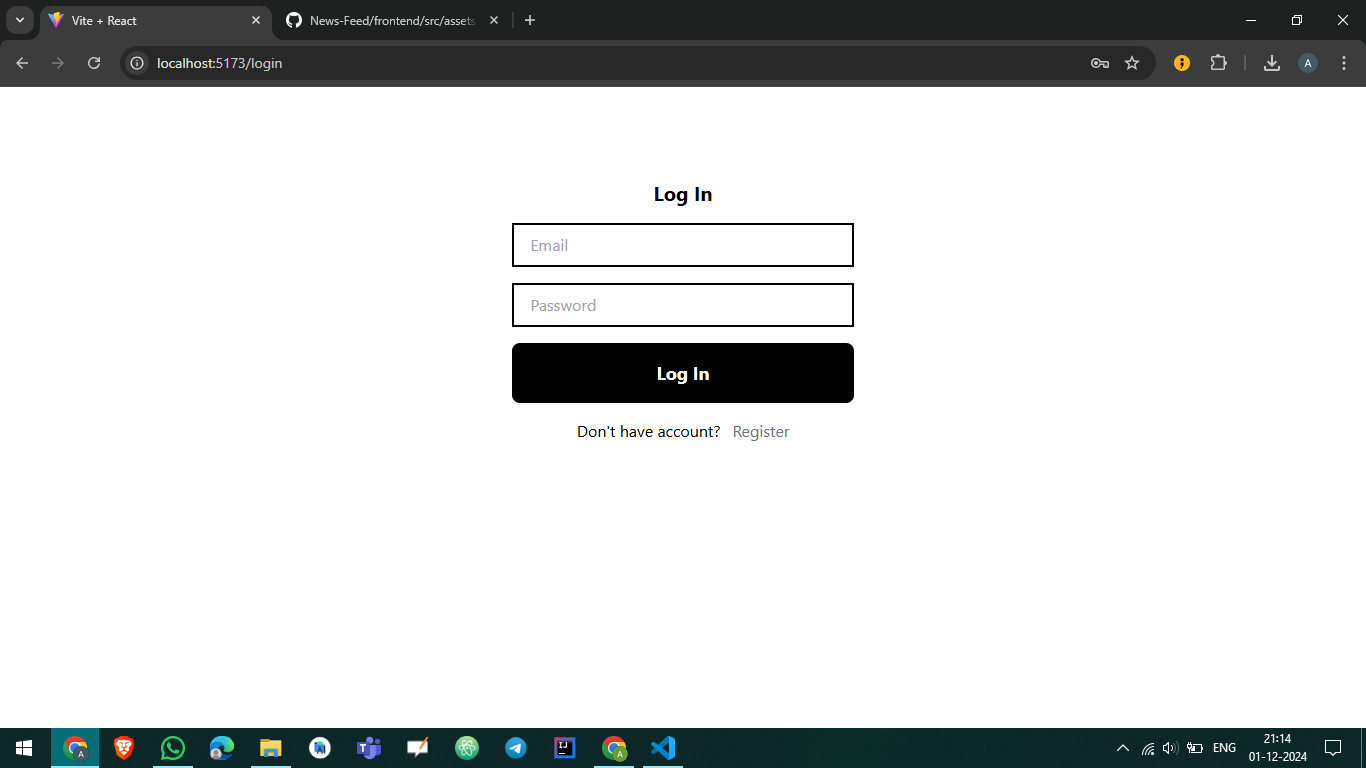 Vite + React
News-Feed/frontend/src/assets
localhost:5173/login
A
Log In
Email
Password
Log In
Don't have account? Register
A
IJ
A
ENG
21:14
01-12-2024